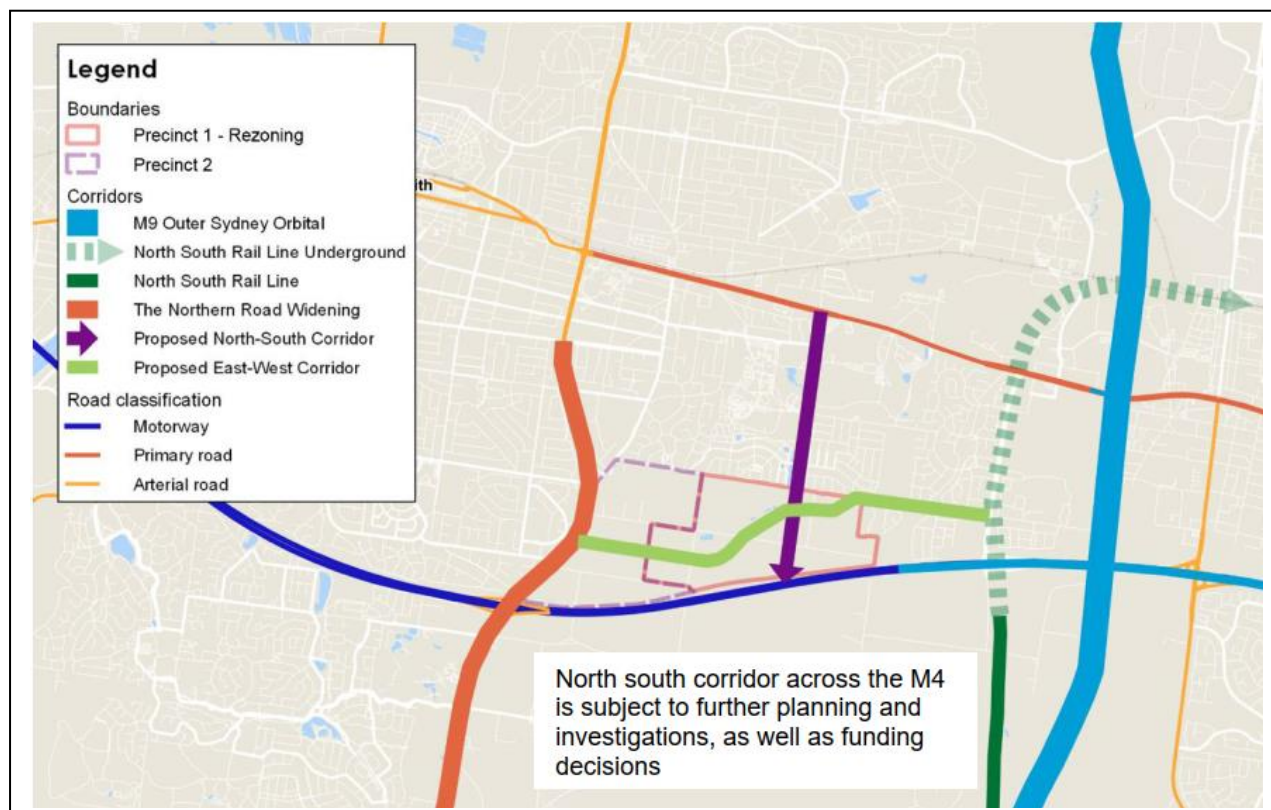 Legend
Boundaries
Precinct 1 - Rezoning
Precinct 2
Corridors
M9 Outer Sydney Orbital
North South Rail Line Underground
North South Rail Line
The Northern Road Widening
Proposed North-South Corridor
Proposed East-West Corridor
Road classification
Motorway
Primary road
Arterial road
ith
North south corridor across the M4
is subject to further planning and
investigations, as well as funding
decisions